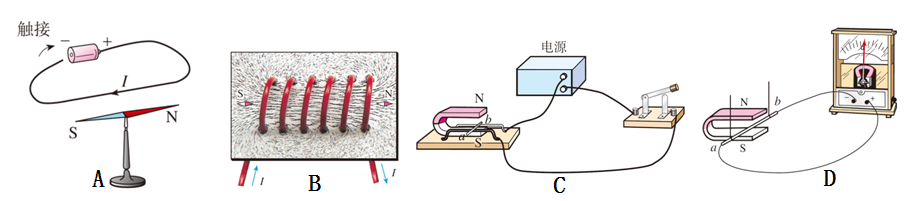 触接
− +
I
S N
A
S N
I I
B
电源
N
a b
S
C
N
b
a S
− +
D